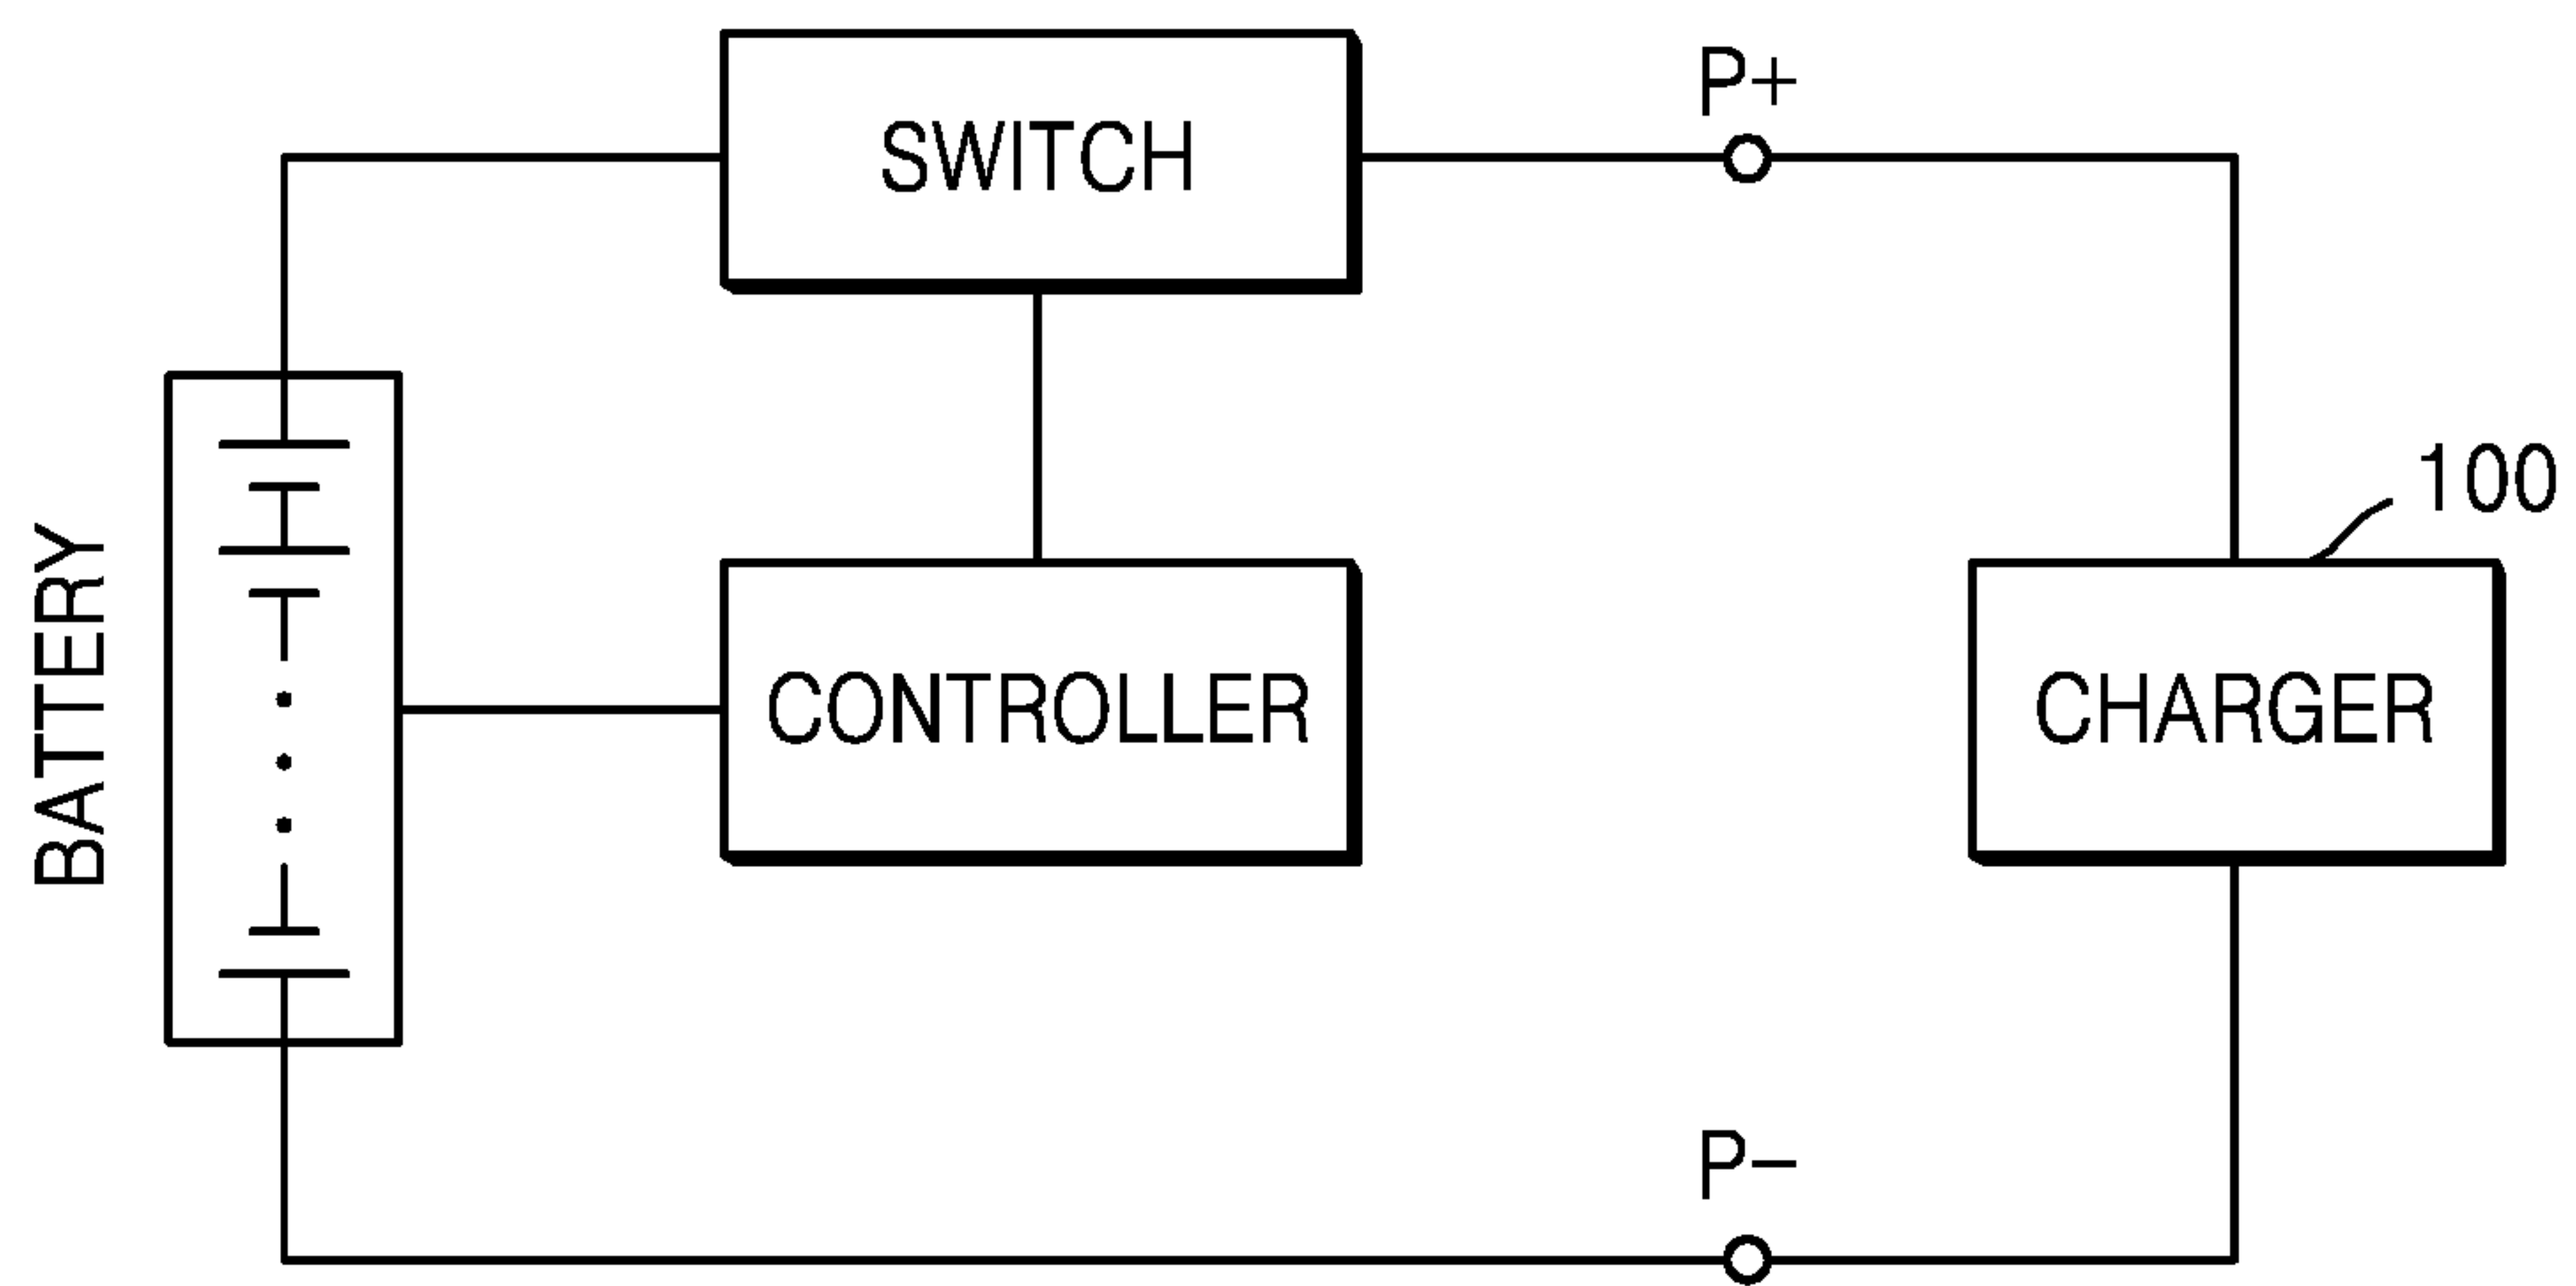 P+
SWITCH
100
BATTERY
CONTROLLER
CHARGER
P−